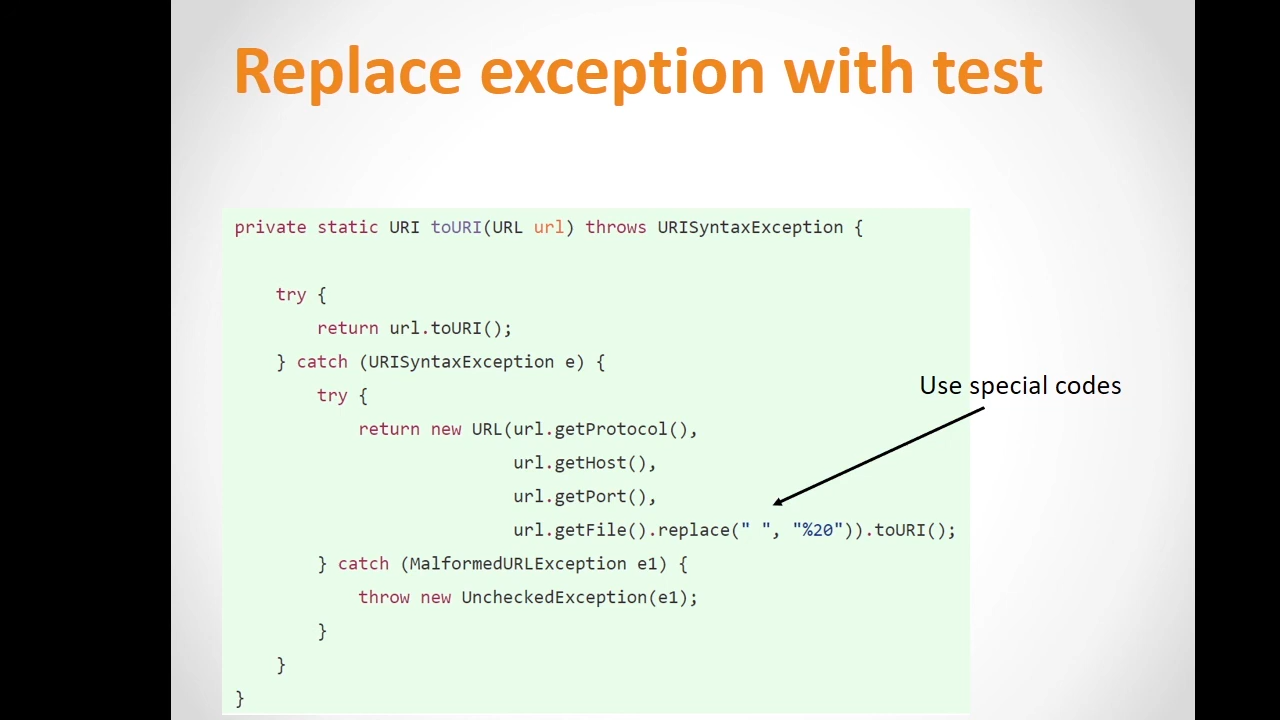 Replace exception with test
private static URI toURI(URL url) throws URISyntaxException {
try {
return url.toURI();
} catch (URISyntaxException e) {
try {
return new URL(url.getProtocol(),
url.getHost(),
url.getPort(),
url.getFile().replace(" ", "%20")).toURI();
} catch (MalformedURLException e1) {
throw new UncheckedException(e1);
}
}
}
Use special codes